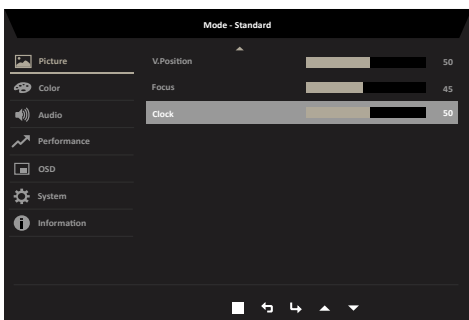 Mode - Standard
Picture
Color
Audio
Performance
OSD
System
Information
V.Position 50
Focus 45
Clock 50